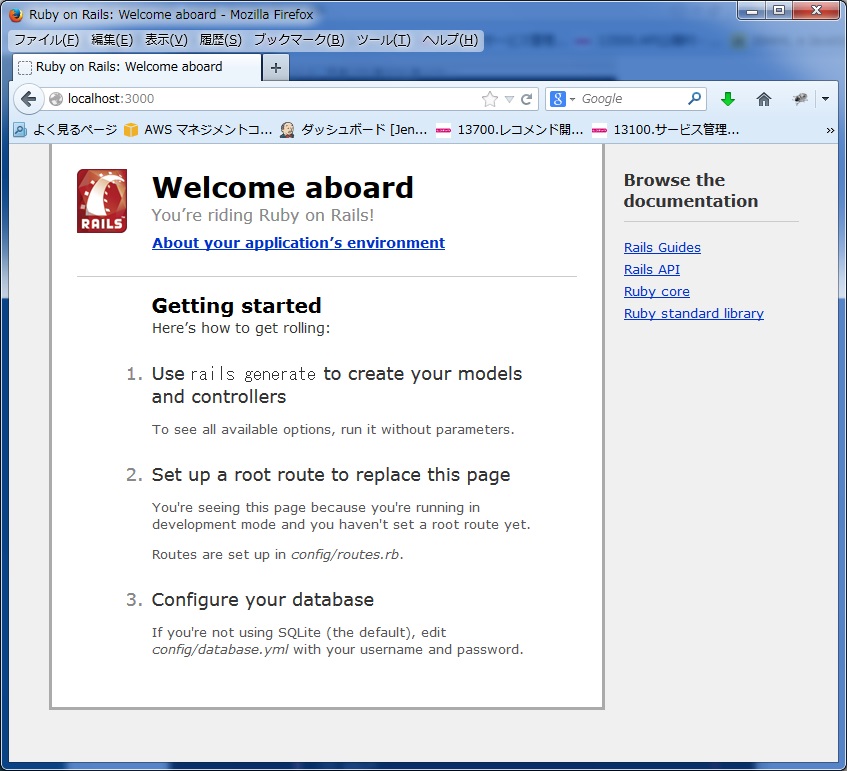 Ruby on Rails: Welcome aboard - Mozilla Firefox
ファイル(F) 編集(E) 表示(V) 履歴(S) ブックマーク(B) ツール(T) ヘルプ(H)
Ruby on Rails: Welcome aboard
localhost:3000
Google
よく見るページ AWS マネジメントコ... ダッシュボード [Jen... 13700.レコメンド開... 13100.サービス管理... »
RAILS
Welcome aboard
You’re riding Ruby on Rails!
About your application’s environment
Getting started
Here’s how to get rolling:
1. Use rails generate to create your models
and controllers
To see all available options, run it without parameters.
2. Set up a root route to replace this page
You're seeing this page because you're running in
development mode and you haven't set a root route yet.
Routes are set up in config/routes.rb.
3. Configure your database
If you're not using SQLite (the default), edit
config/database.yml with your username and password.
Browse the
documentation
Rails Guides
Rails API
Ruby core
Ruby standard library